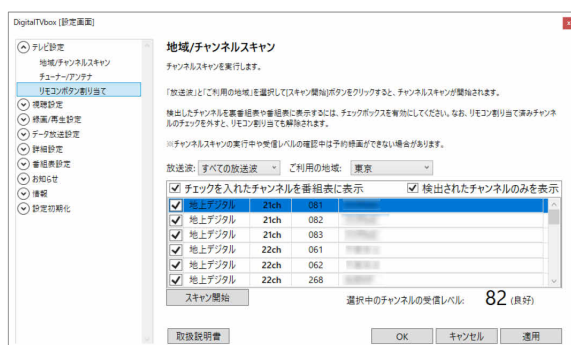 DigitalTVbox [設定画面]
x
テレビ設定
地域/チャンネルスキャン
チューナー/アンテナ
リモコンボタン割り当て
視聴設定
録画/再生設定
データ放送設定
詳細設定
番組表設定
お知らせ
情報
設定初期化
地域/チャンネルスキャン
チャンネルスキャンを実行します。
「放送波」と「ご利用の地域」を選択して[スキャン開始]ボタンをクリックすると、チャンネルスキャンが開始されます。
検出したチャンネルを裏番組表や番組表に表示するには、チェックボックスを有効にしてください。なお、リモコン割り当て済みチャンネ
ルのチェックを外すと、リモコン割り当ても解除されます。
※チャンネルスキャンの実行中や受信レベルの確認中は予約録画ができない場合があります。
放送波: すべての放送波 ご利用の地域: 東京
チェックを入れたチャンネルを番組表に表示 検出されたチャンネルのみを表示
地上デジタル 21ch 081
地上デジタル 21ch 082
地上デジタル 21ch 083
地上デジタル 22ch 061
地上デジタル 22ch 062
地上デジタル 22ch 268
スキャン開始 選択中のチャンネルの受信レベル: 82 (良好)
取扱説明書 OK キャンセル 適用